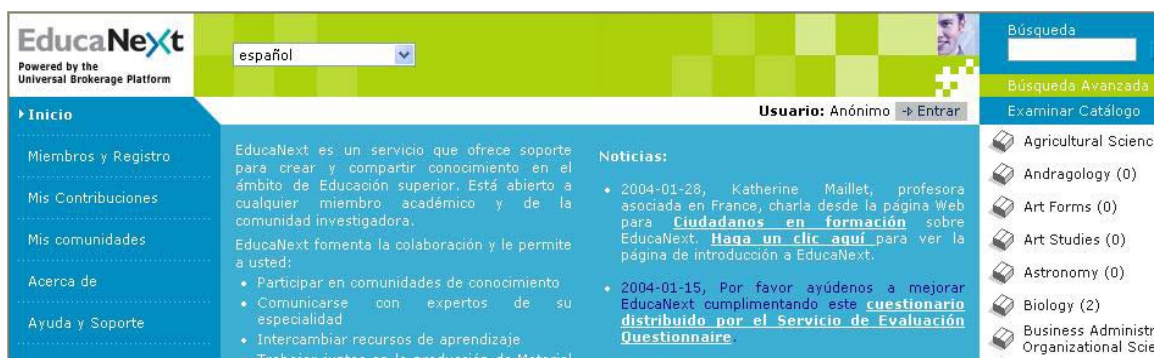 EducaNext
Powered by the
Universal Brokerage Platform
español
Búsqueda
Búsqueda Avanzada
Usuario: Anónimo Entrar
Examinar Catálogo
Inicio
Miembros y Registro
Mis Contribuciones
Mis comunidades
Acerca de
Ayuda y Soporte
EducaNext es un servicio que ofrece soporte
para crear y compartir conocimiento en el
ámbito de Educación superior. Está abierto a
cualquier miembro académico y de la
comunidad investigadora.
EducaNext fomenta la colaboración y le permite
a usted:
• Participar en comunidades de conocimiento
• Comunicarse con expertos de su
especialidad
• Intercambiar recursos de aprendizaje
• Trabajar juntos en la producción de Material
Noticias:
• 2004-01-28, Katherine Maillet, profesora
asociada en France, charla desde la página Web
para Ciudadanos en formación sobre
EducaNext. Haga un clic aquí para ver la
página de introducción a EducaNext.
• 2004-01-15, Por favor ayúdenos a mejorar
EducaNext cumplimentando este cuestionario
distribuido por el Servicio de Evaluación
Questionnaire.
Agricultural Scienc
Andragology (0)
Art Forms (0)
Art Studies (0)
Astronomy (0)
Biology (2)
Business Administr
Organizational Scie